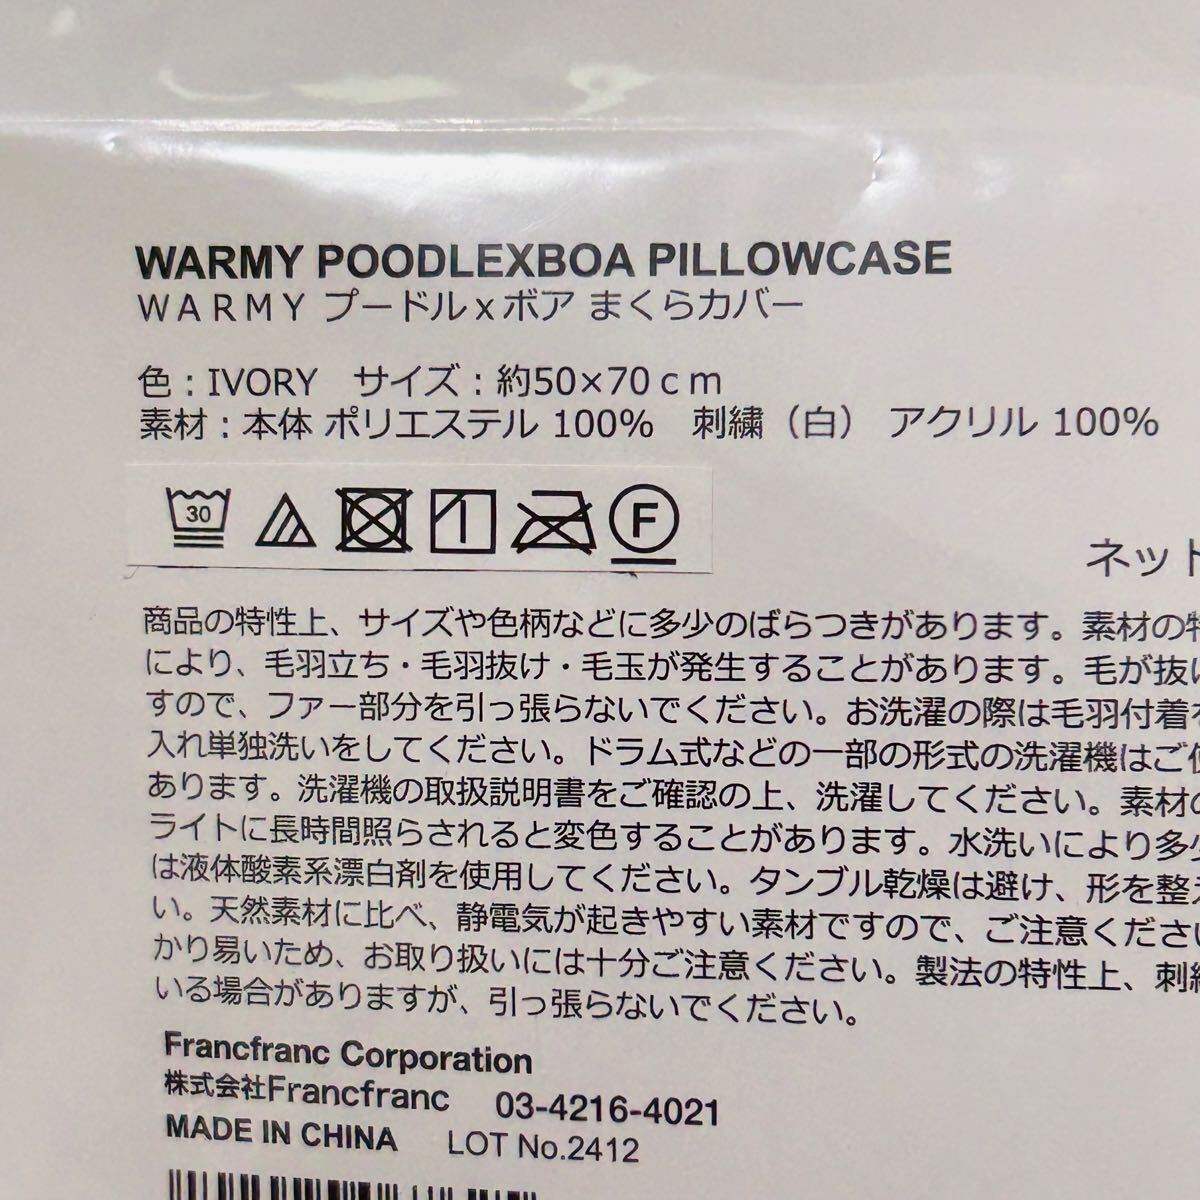 WARMY POODLEXBOA PILLOWCASE
ＷＡＲＭＹ プードルｘボア まくらカバー
色：IVORY　サイズ：約50×70ｃｍ
素材：本体 ポリエステル 100%　刺繍（白） アクリル 100%
30 F
ネット
商品の特性上、サイズや色柄などに多少のばらつきがあります。素材の特
により、毛羽立ち・毛羽抜け・毛玉が発生することがあります。毛が抜け
すので、ファー部分を引っ張らないでください。お洗濯の際は毛羽付着を
入れ単独洗いをしてください。ドラム式などの一部の形式の洗濯機はご使
あります。洗濯機の取扱説明書をご確認の上、洗濯してください。素材の
ライトに長時間照らされると変色することがあります。水洗いにより多少
は液体酸素系漂白剤を使用してください。タンブル乾燥は避け、形を整え
い。天然素材に比べ、静電気が起きやすい素材ですので、ご注意ください
かり易いため、お取り扱いには十分ご注意ください。製法の特性上、刺繍
いる場合がありますが、引っ張らないでください。
Francfranc Corporation
株式会社Francfranc 03-4216-4021
MADE IN CHINA LOT No.2412